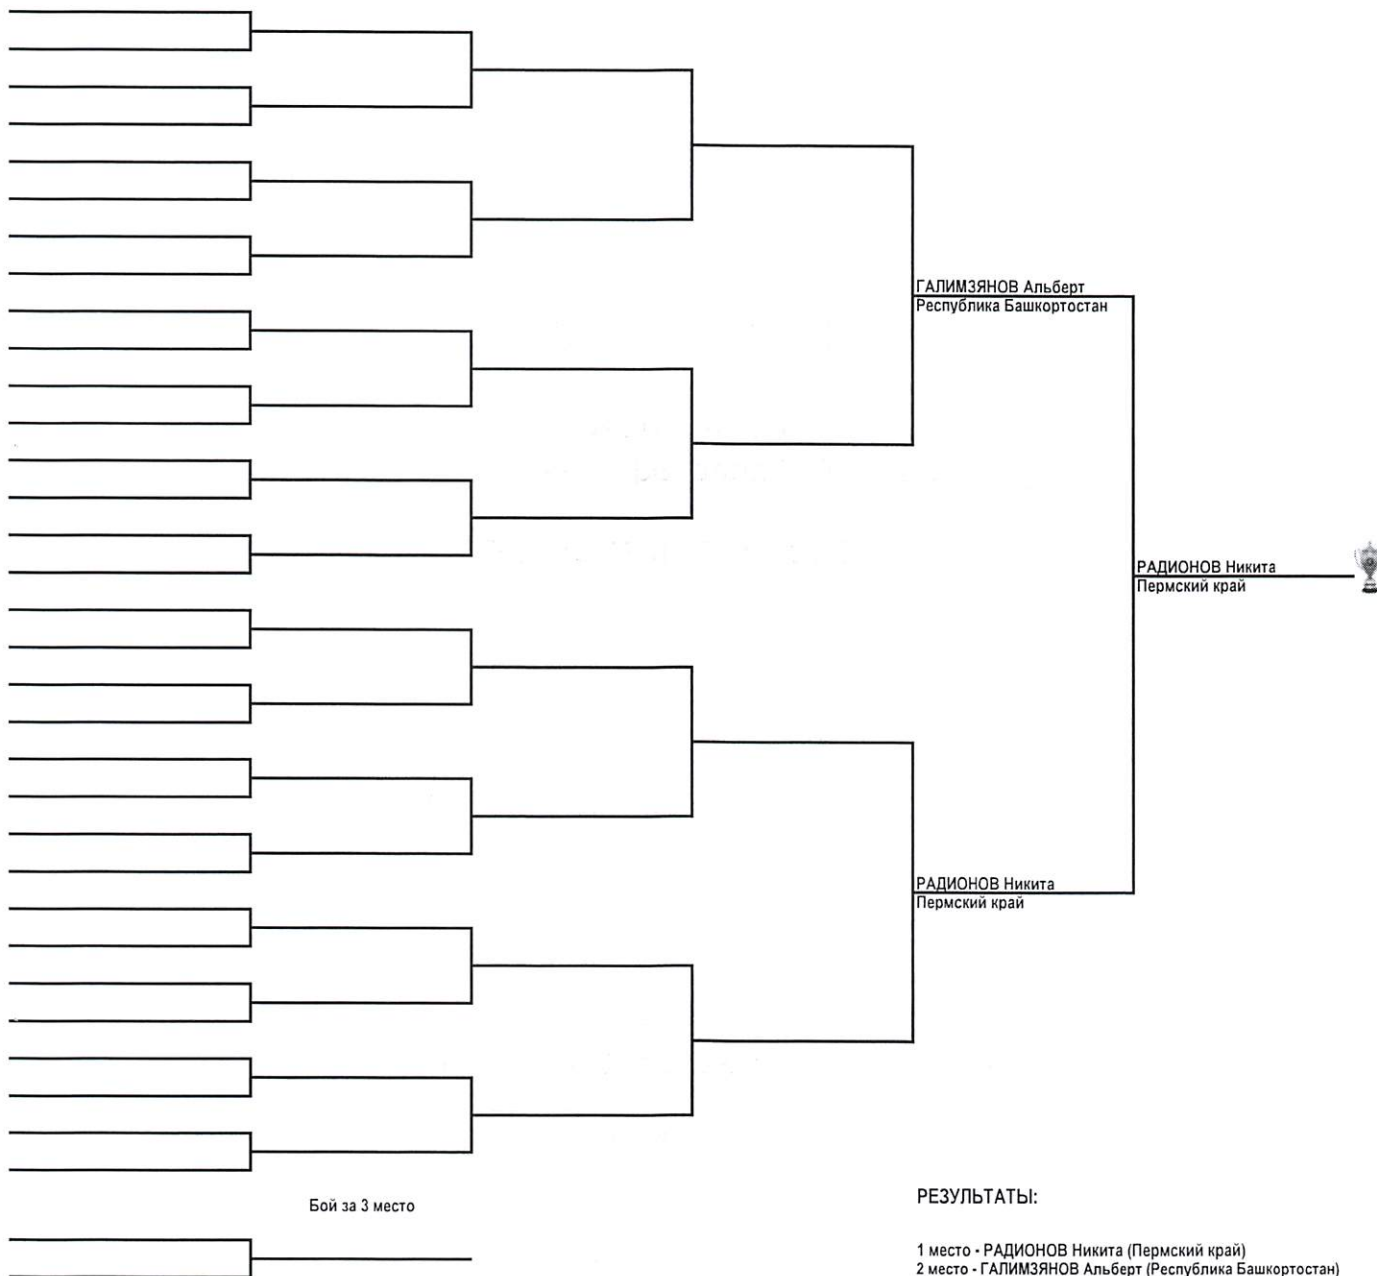 ГАЛИМЗЯНОВ Альберт
Республика Башкортостан
РАДИОНОВ Никита
Пермский край
РАДИОНОВ Никита
Пермский край
Бой за 3 место
РЕЗУЛЬТАТЫ:
1 место - РАДИОНОВ Никита (Пермский край)
2 место - ГАЛИМЗЯНОВ Альберт (Республика Башкортостан)